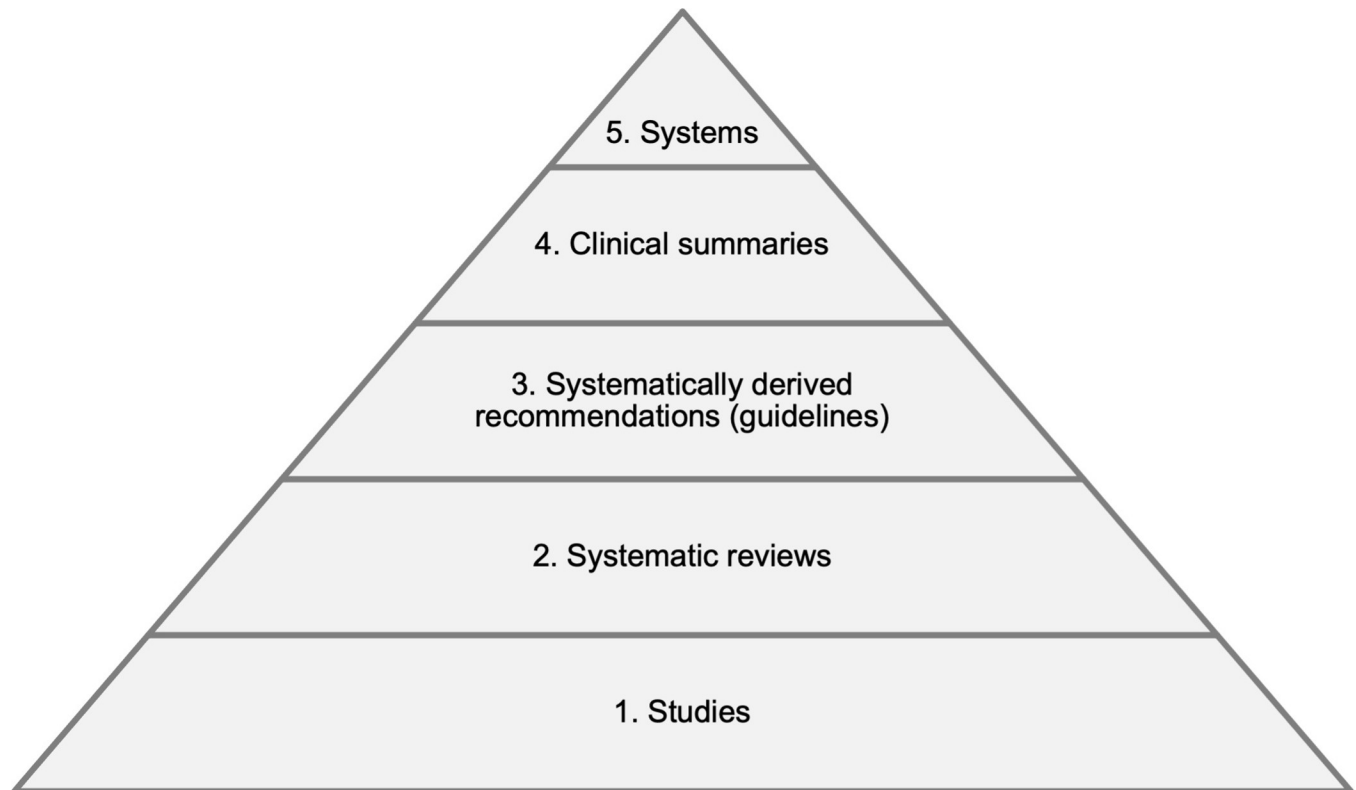 5. Systems
4. Clinical summaries
3. Systematically derived
recommendations (guidelines)
2. Systematic reviews
1. Studies